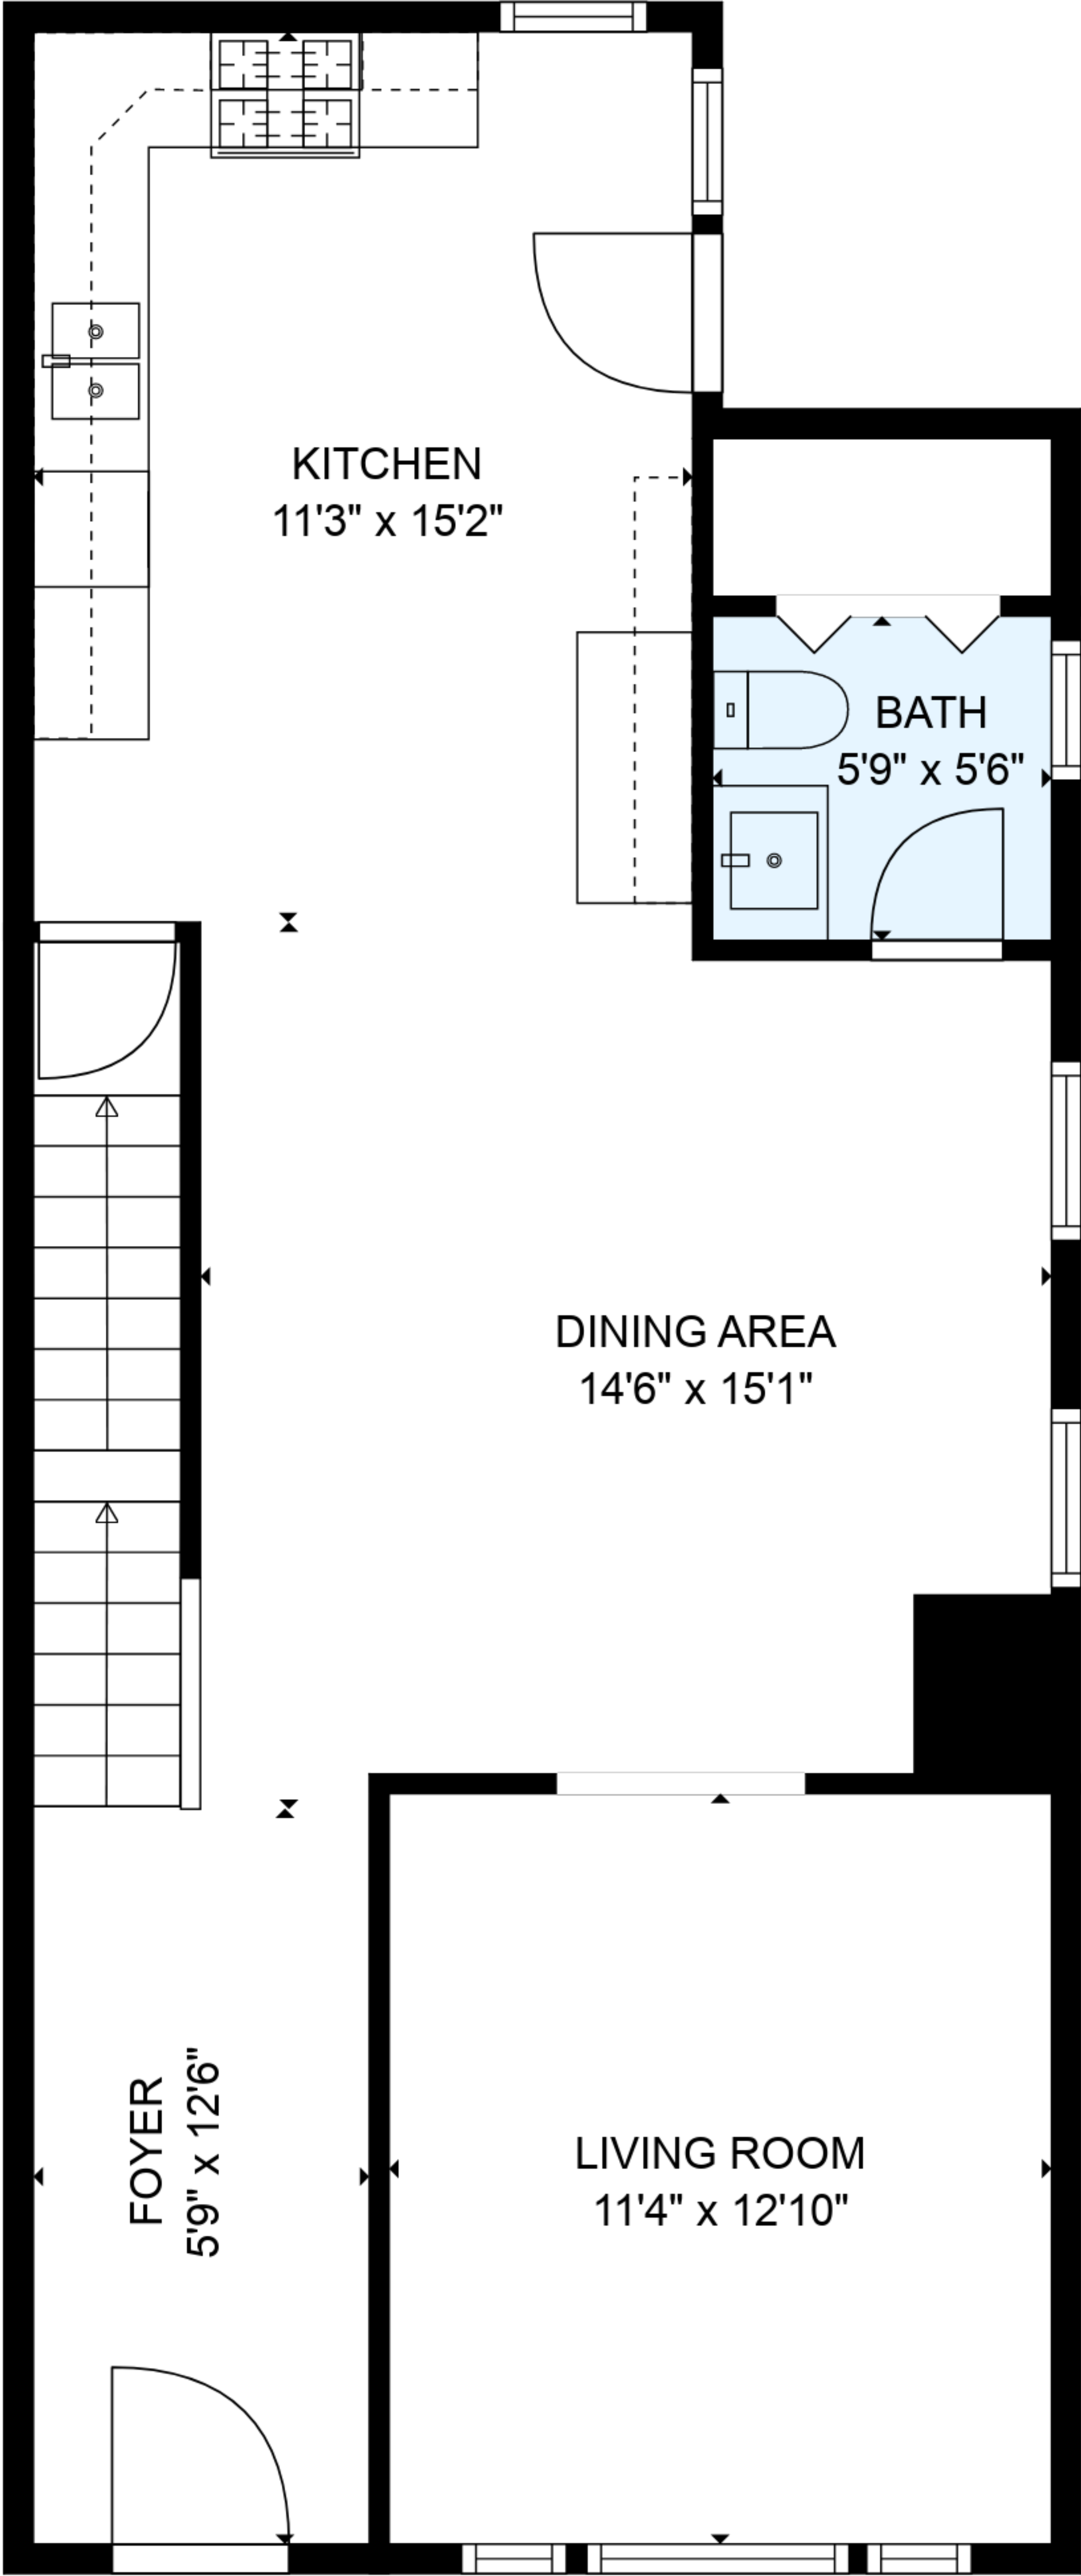 KITCHEN
11'3" x 15'2"
BATH
5'9" x 5'6"
DINING AREA
14'6" x 15'1"
FOYER
5'9" x 12'6"
LIVING ROOM
11'4" x 12'10"